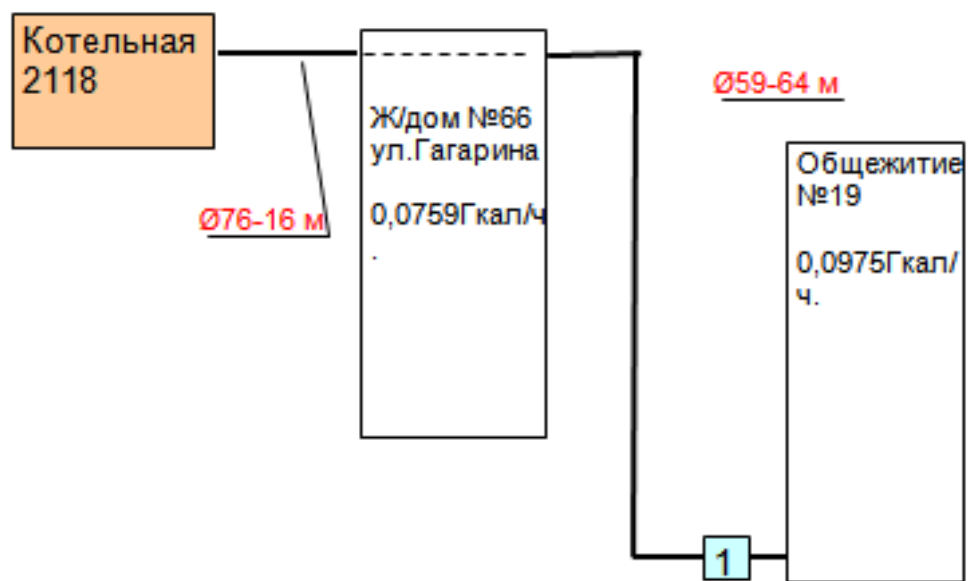 Котельная
2118
Ø59-64 м
Ж/дом №66
ул.Гагарина
Общежитие
№19
Ø76-16 м
0,0759Гкал/ч
.
0,0975Гкал/
ч.
1